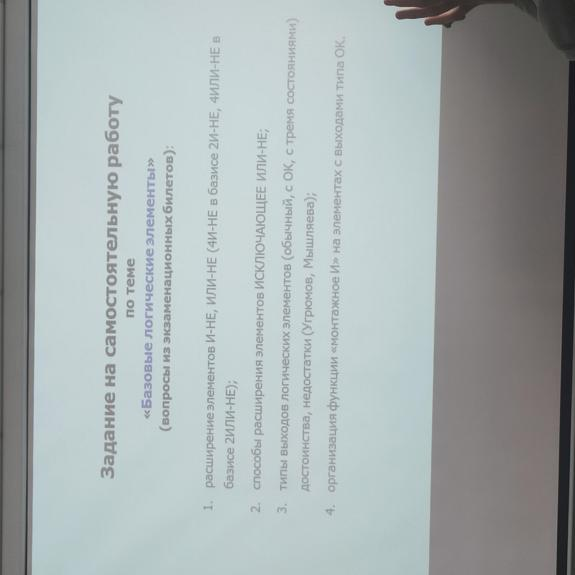 Задание на самостоятельную работу
по теме
«Базовые логические элементы»
(вопросы из экзаменационных билетов):
1. расширение элементов И-НЕ, ИЛИ-НЕ (4И-НЕ в базисе 2И-НЕ, 4ИЛИ-НЕ в
базисе 2ИЛИ-НЕ);
2. способы расширения элементов ИСКЛЮЧАЮЩЕЕ ИЛИ-НЕ;
3. типы выходов логических элементов (обычный, с ОК, с тремя состояниями)
достоинства, недостатки (Угрюмов, Мышляева);
4. организация функции «монтажное И» на элементах с выходами типа ОК.